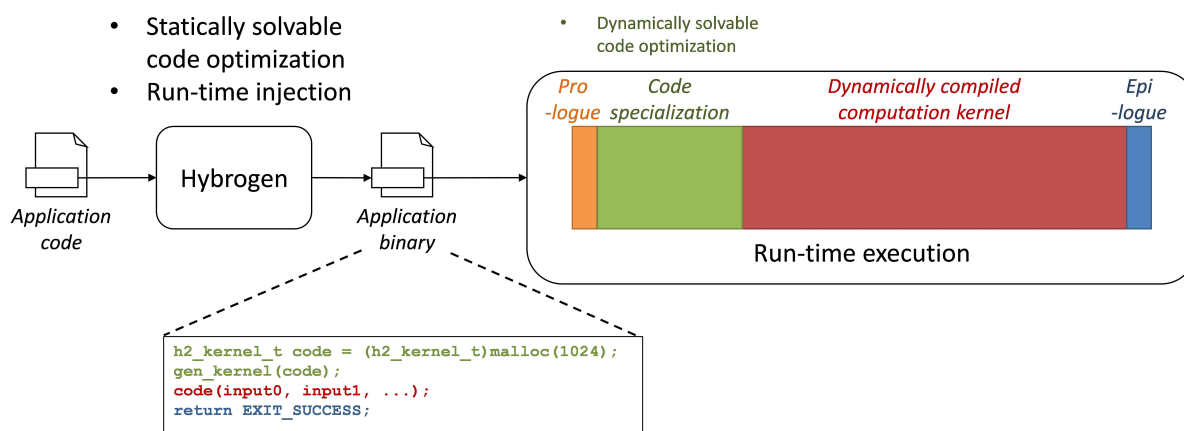 • Statically solvable
code optimization
• Run-time injection
• Dynamically solvable
code optimization
Pro
-logue
Code
specialization
Dynamically compiled
computation kernel
Epi
-logue
Hybrogen
Application
code
Application
binary
Run-time execution
h2_kernel_t code = (h2_kernel_t)malloc(1024);
gen_kernel(code);
code(input0, input1, ...);
return EXIT_SUCCESS;